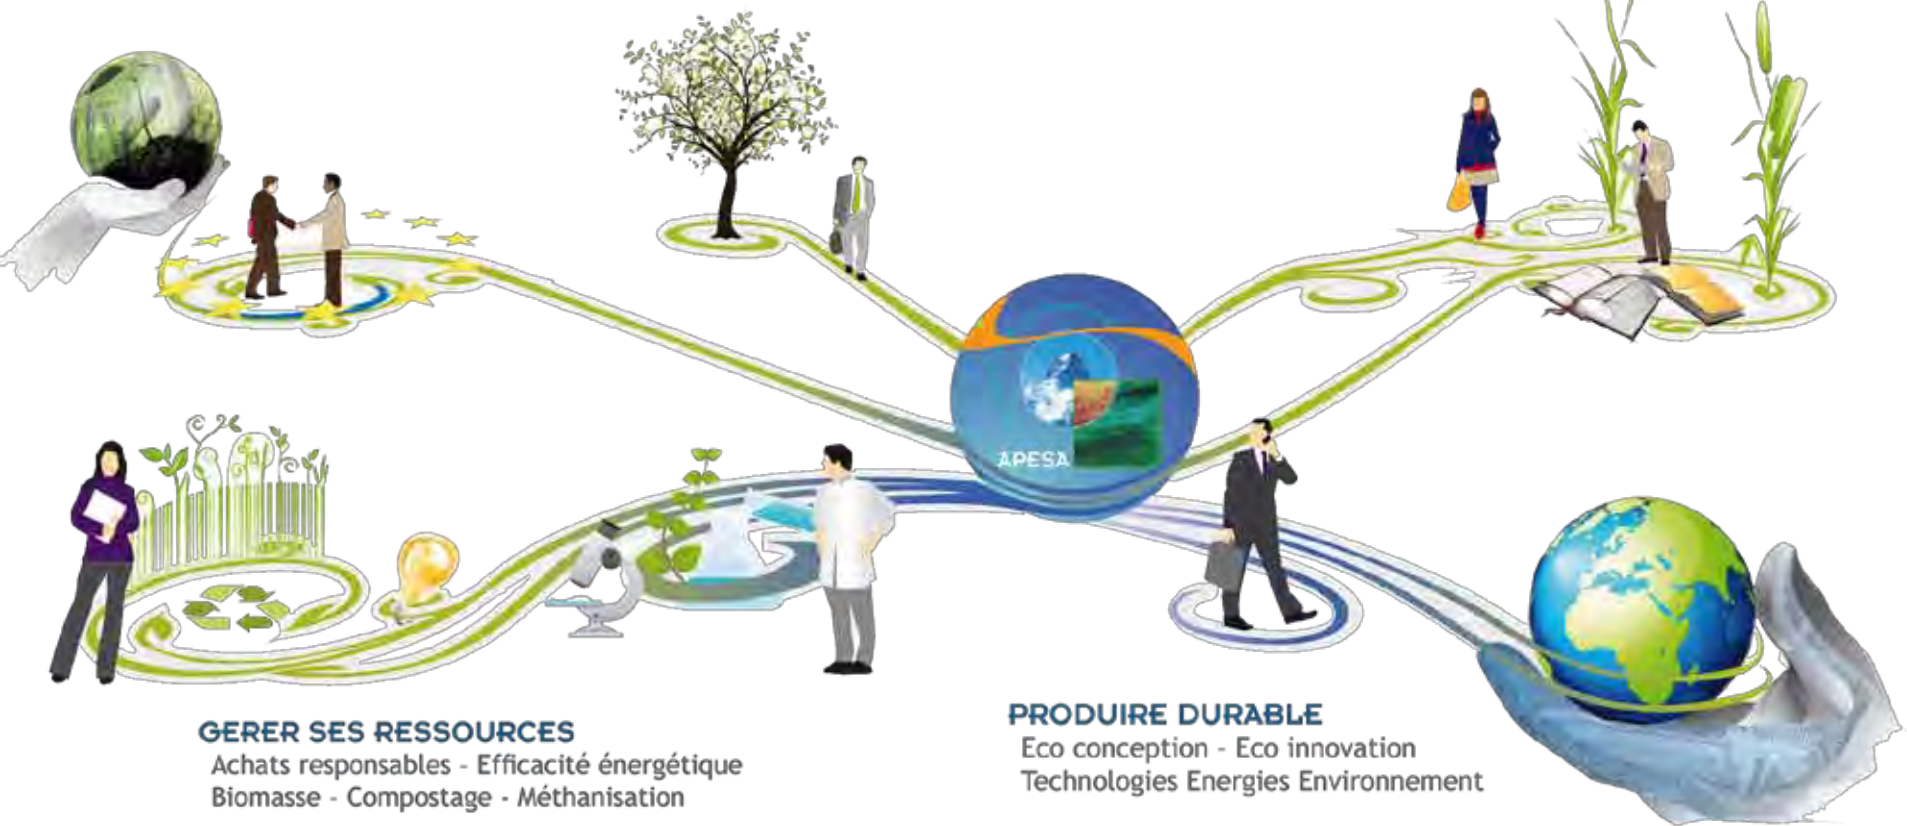 APESA
GERER SES RESSOURCES
Achats responsables - Efficacité énergétique
Biomasse - Compostage - Méthanisation
PRODUIRE DURABLE
Eco conception - Eco innovation
Technologies Energies Environnement